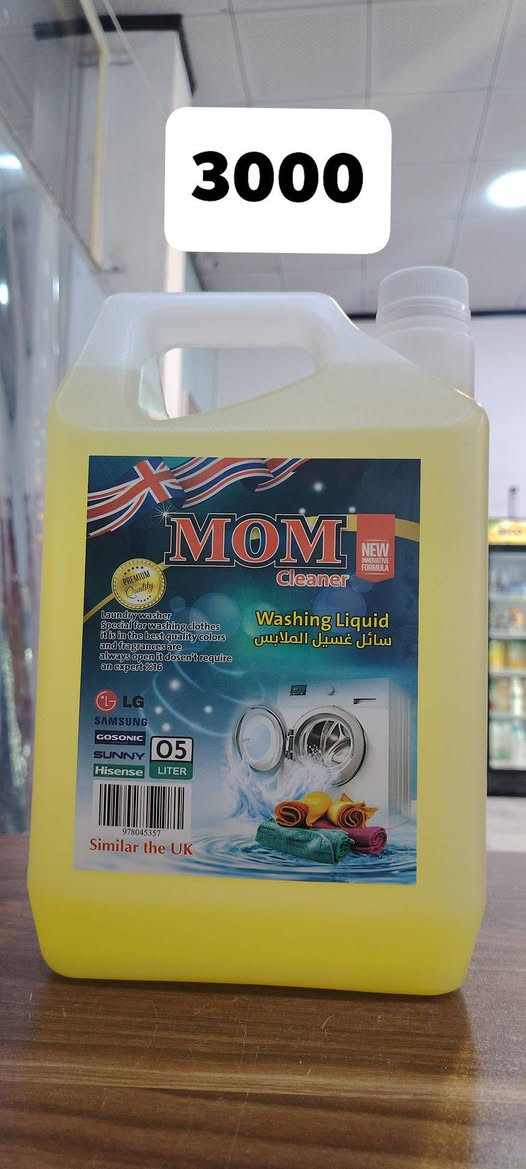 3000
MOM
Cleaner
NEW
INNOVATIVE
FORMULA
PREMIUM
Quality
Laundry washer
Special for washing clothes
it is in the best quality colors
and fragrances are
always open it dosen't require
an expert %16
Washing Liquid
سائل غسيل الملابس
LG
SAMSUNG
GOSONIC
SUNNY
Hisense
05
LITER
978045357
Similar the UK